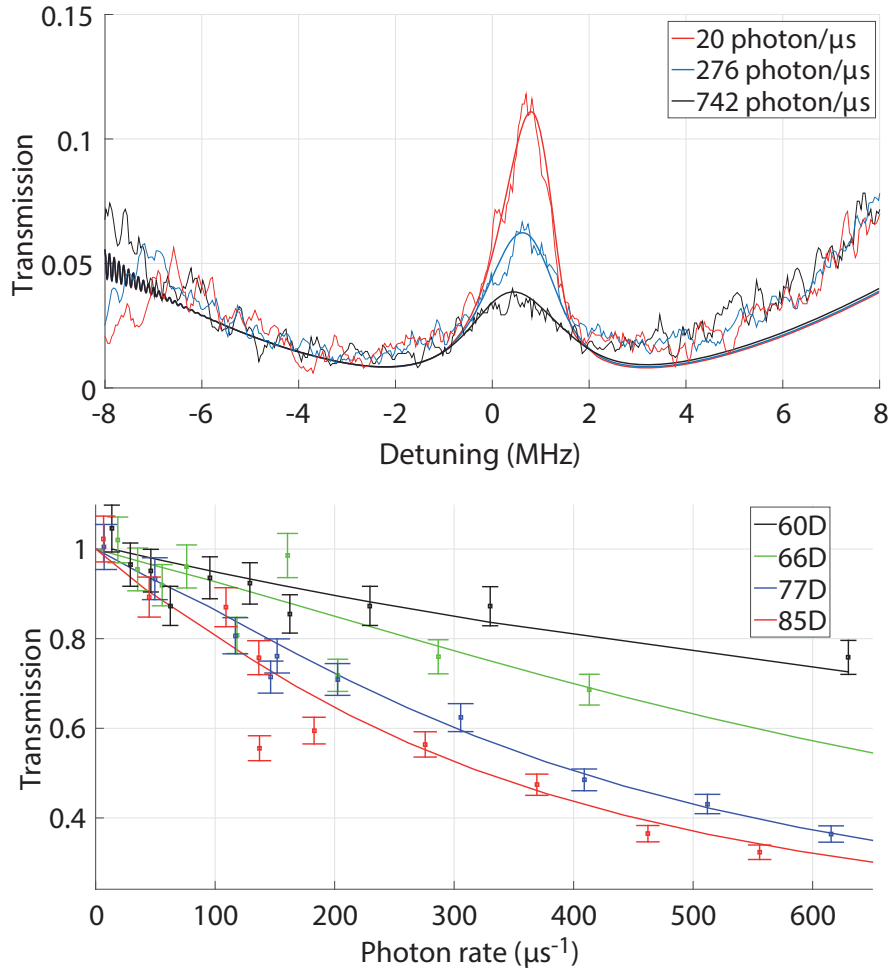 0.15
0.1
0.05
0
Transmission
20 photon/µs
276 photon/µs
742 photon/µs
-8 -6 -4 -2 0 2 4 6 8
Detuning (MHz)
1
0.8
0.6
0.4
Transmission
60D
66D
77D
85D
0 100 200 300 400 500 600
Photon rate (µs⁻¹)